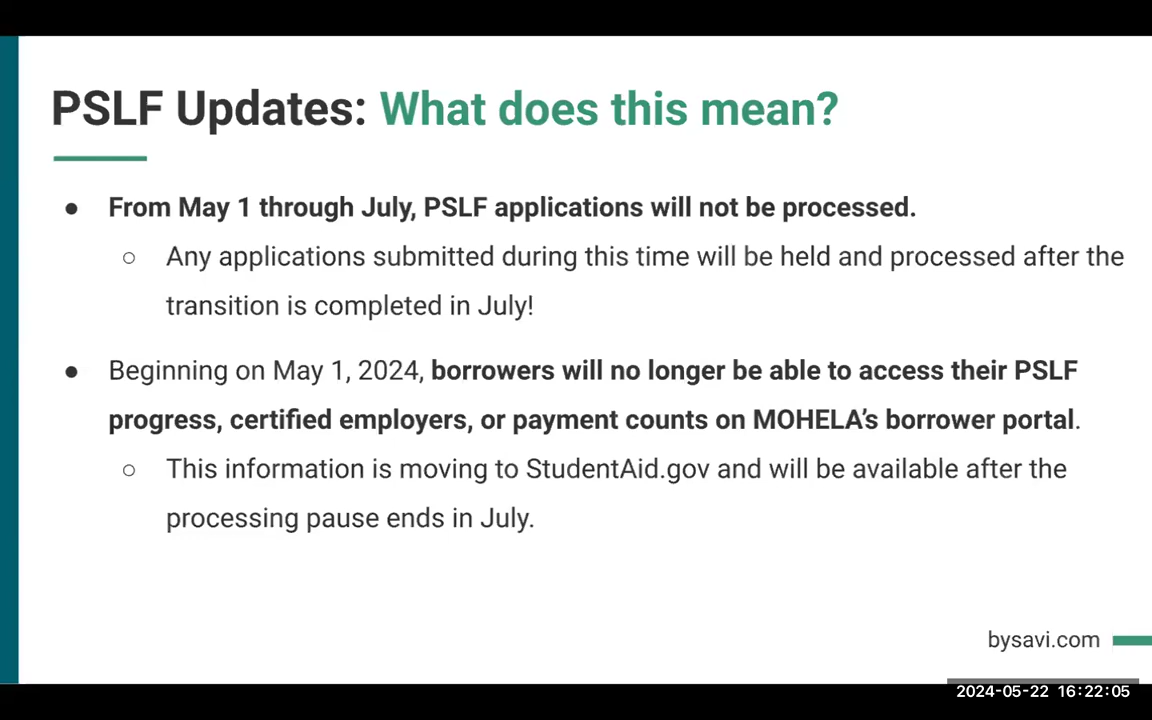 PSLF Updates: What does this mean?
● From May 1 through July, PSLF applications will not be processed.
○ Any applications submitted during this time will be held and processed after the
transition is completed in July!
● Beginning on May 1, 2024, borrowers will no longer be able to access their PSLF
progress, certified employers, or payment counts on MOHELA’s borrower portal.
○ This information is moving to StudentAid.gov and will be available after the
processing pause ends in July.
bysavi.com
2024-05-22 16:22:05